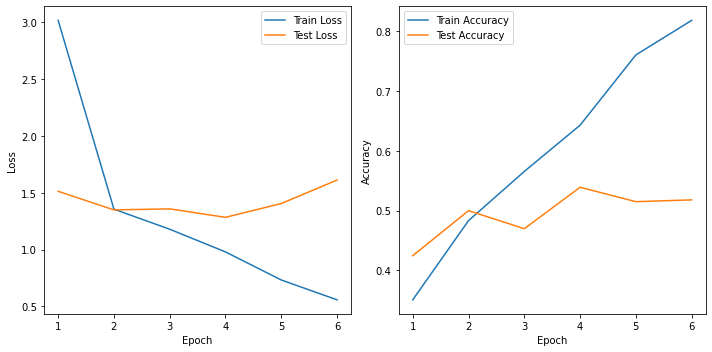 3.0
2.5
2.0
1.5
1.0
0.5
Loss
1 2 3 4 5 6
Epoch
Train Loss
Test Loss
0.8
0.7
0.6
0.5
0.4
Accuracy
1 2 3 4 5 6
Epoch
Train Accuracy
Test Accuracy